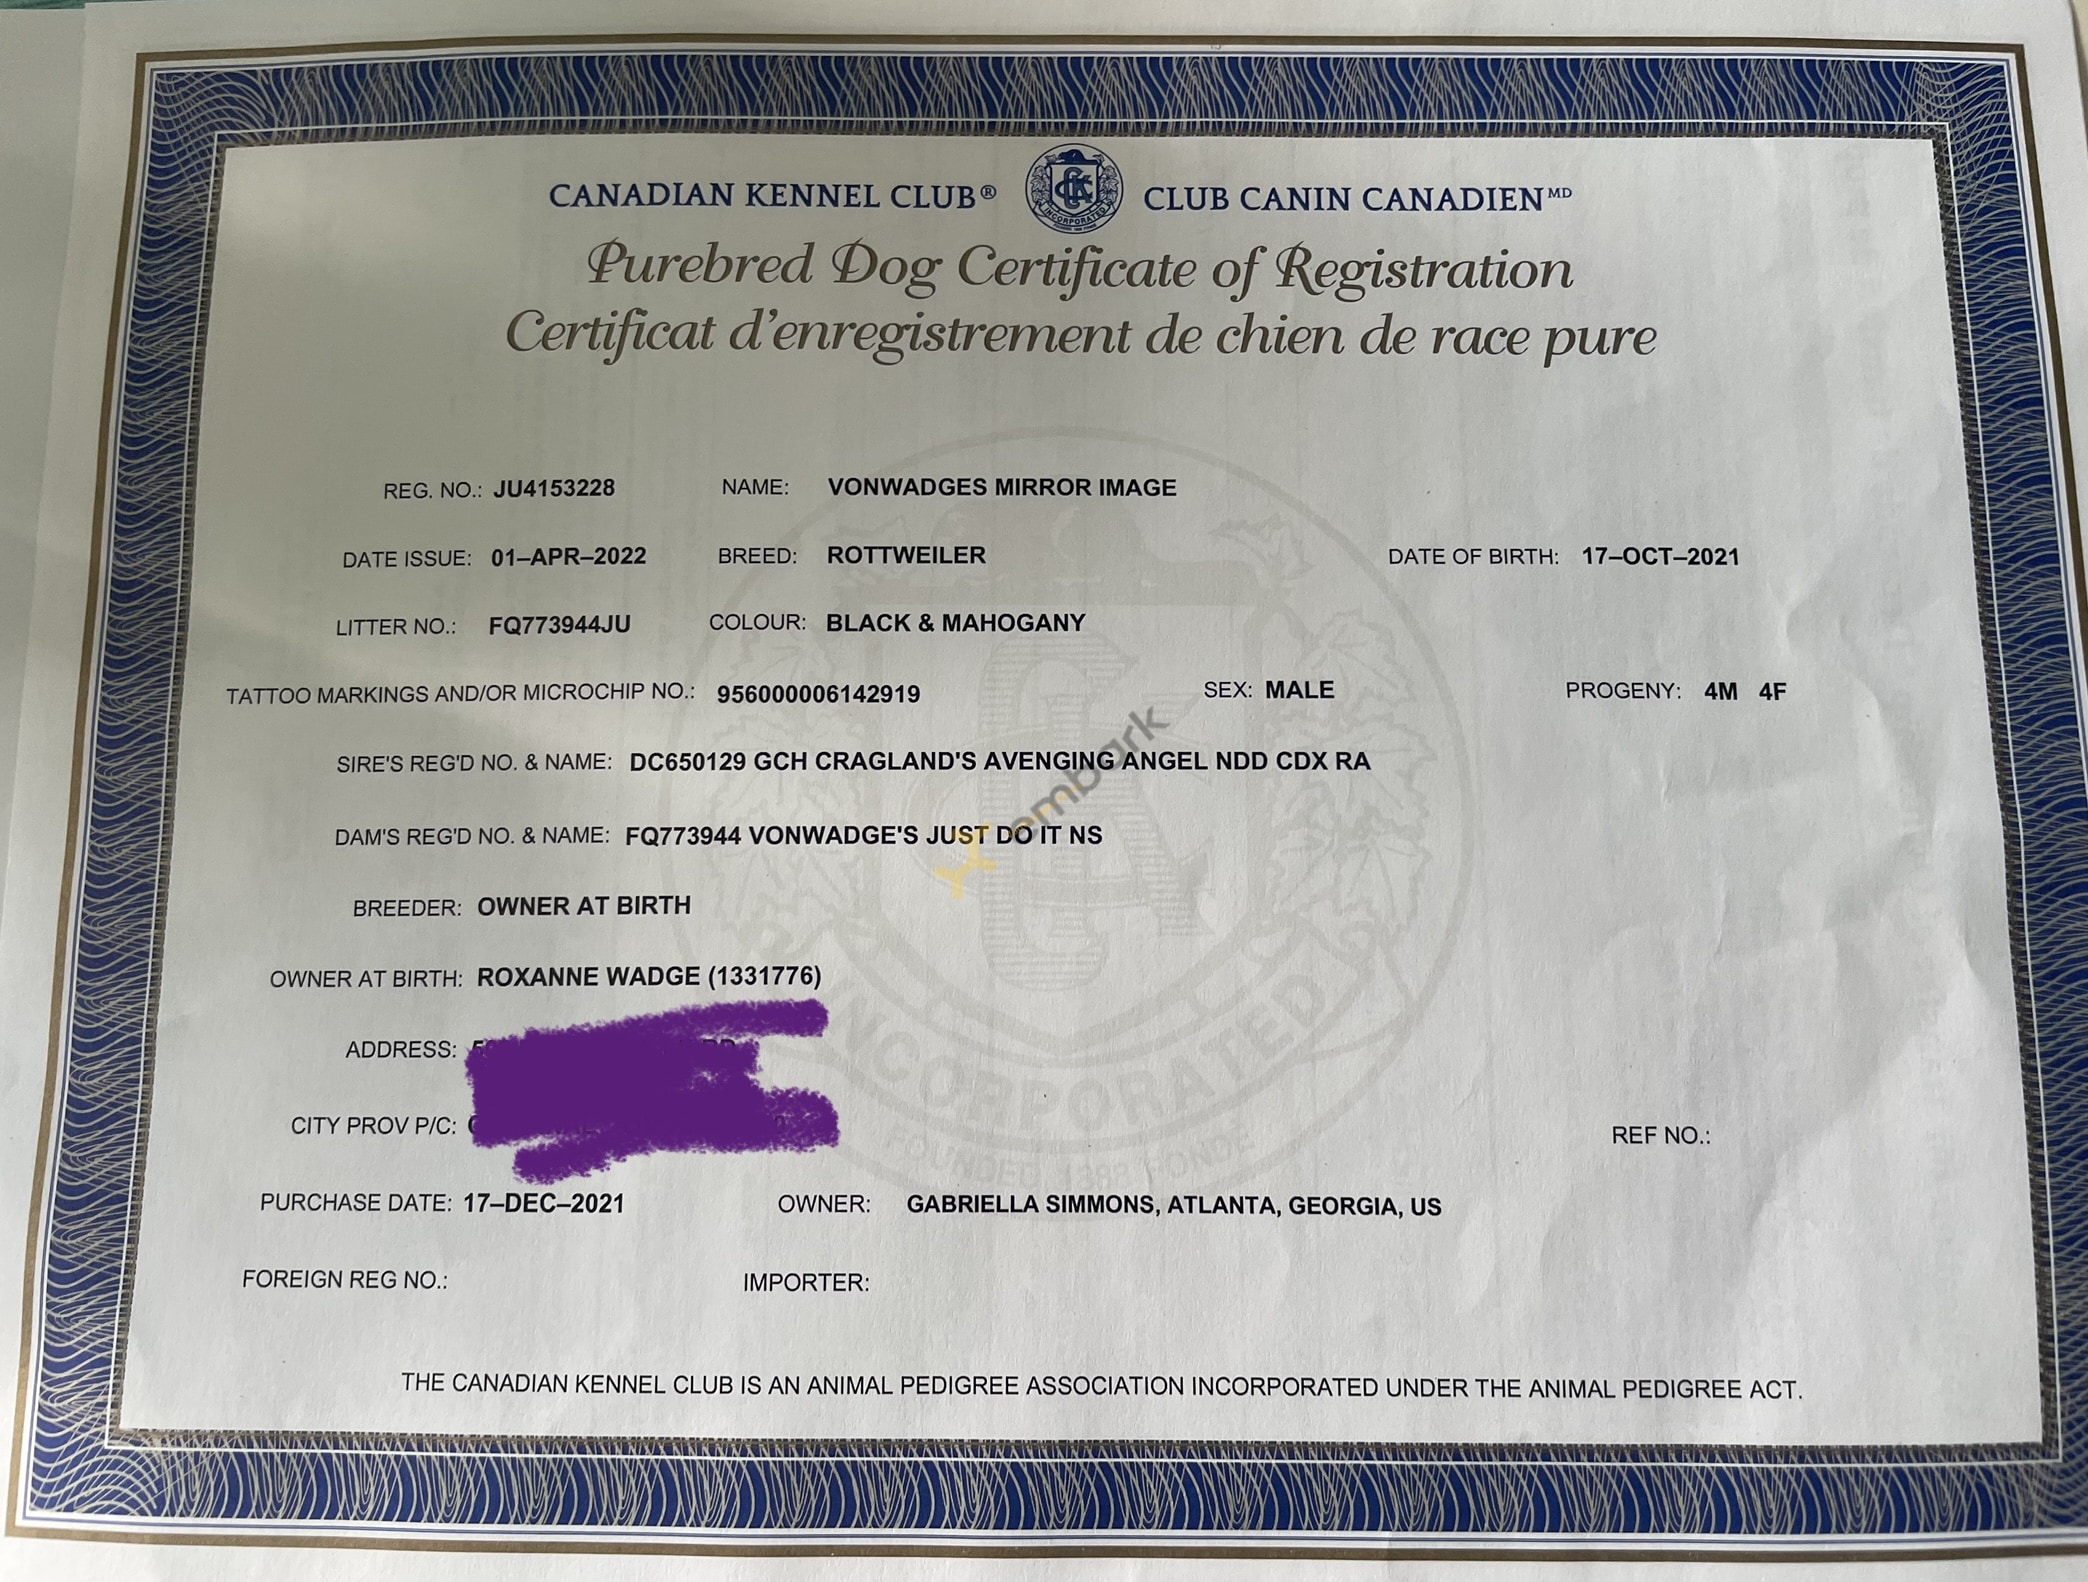 CANADIAN KENNEL CLUB® CLUB CANIN CANADIEN MD
Purebred Dog Certificate of Registration
Certificat d'enregistrement de chien de race pure
REG. NO.: JU4153228 NAME: VONWADGES MIRROR IMAGE
DATE ISSUE: 01–APR–2022 BREED: ROTTWEILER DATE OF BIRTH: 17–OCT–2021
LITTER NO.: FQ773944JU COLOUR: BLACK & MAHOGANY
TATTOO MARKINGS AND/OR MICROCHIP NO.: 956000006142919 SEX: MALE PROGENY: 4M 4F
SIRE'S REG'D NO. & NAME: DC650129 GCH CRAGLAND'S AVENGING ANGEL NDD CDX RA
embark
DAM'S REG'D NO. & NAME: FQ773944 VONWADGE'S JUST DO IT NS
BREEDER: OWNER AT BIRTH
OWNER AT BIRTH: ROXANNE WADGE (1331776)
ADDRESS:
INCORPORATED
CITY PROV P/C: REF NO.:
FOUNDED 1888 FONDÉ
PURCHASE DATE: 17–DEC–2021 OWNER: GABRIELLA SIMMONS, ATLANTA, GEORGIA, US
FOREIGN REG NO.: IMPORTER:
THE CANADIAN KENNEL CLUB IS AN ANIMAL PEDIGREE ASSOCIATION INCORPORATED UNDER THE ANIMAL PEDIGREE ACT.